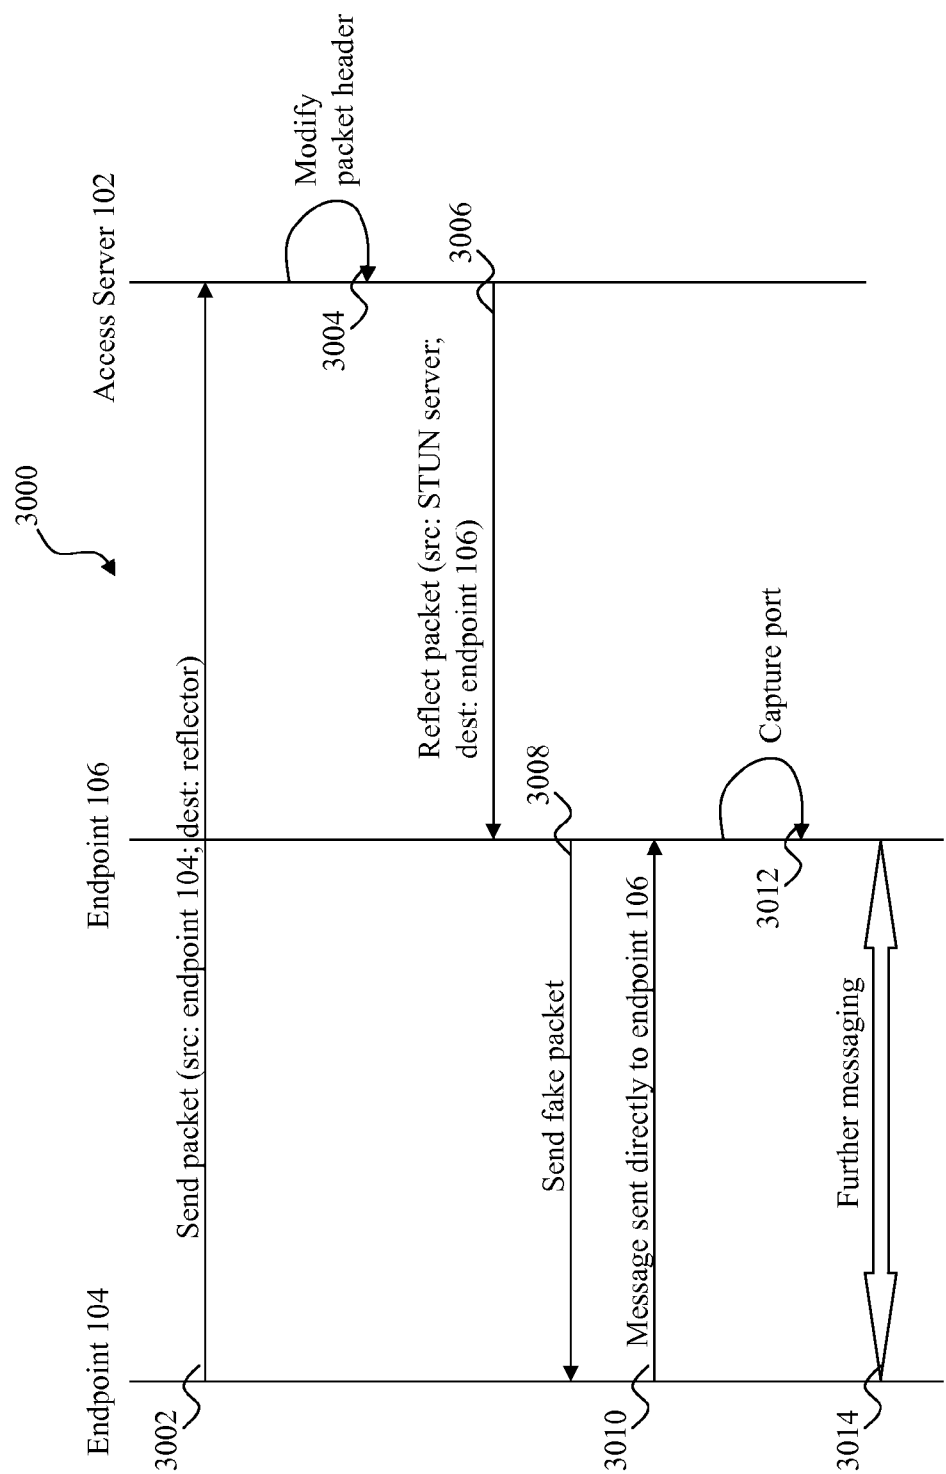 3000
Endpoint 104
Endpoint 106
Access Server 102
3002
Send packet (src: endpoint 104; dest: reflector)
Modify
packet header
3004
3006
Reflect packet (src: STUN server;
dest: endpoint 106)
3008
Send fake packet
3010
Message sent directly to endpoint 106
Capture port
3012
Further messaging
3014